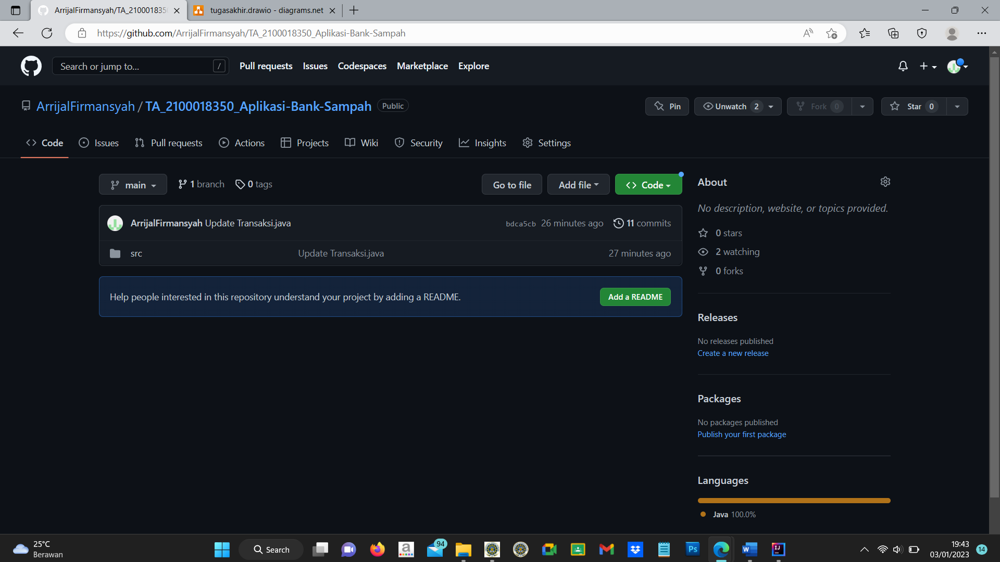 ArrijalFirmansyah/TA_210001835
tugasakhir.drawio - diagrams.net
https://github.com/ArrijalFirmansyah/TA_2100018350_Aplikasi-Bank-Sampah
Search or jump to...
/
Pull requests
Issues
Codespaces
Marketplace
Explore
ArrijalFirmansyah / TA_2100018350_Aplikasi-Bank-Sampah
Public
Pin
Unwatch 2
Fork 0
Star 0
Code
Issues
Pull requests
Actions
Projects
Wiki
Security
Insights
Settings
main
1 branch
0 tags
Go to file
Add file
Code
ArrijalFirmansyah Update Transaksi.java
bdca5cb 26 minutes ago
11 commits
src
Update Transaksi.java
27 minutes ago
Help people interested in this repository understand your project by adding a README.
Add a README
About
No description, website, or topics provided.
0 stars
2 watching
0 forks
Releases
No releases published
Create a new release
Packages
No packages published
Publish your first package
Languages
Java 100.0%
25°C
Berawan
Search
a
94
Ps
W
IJ
19:43
03/01/2023
14